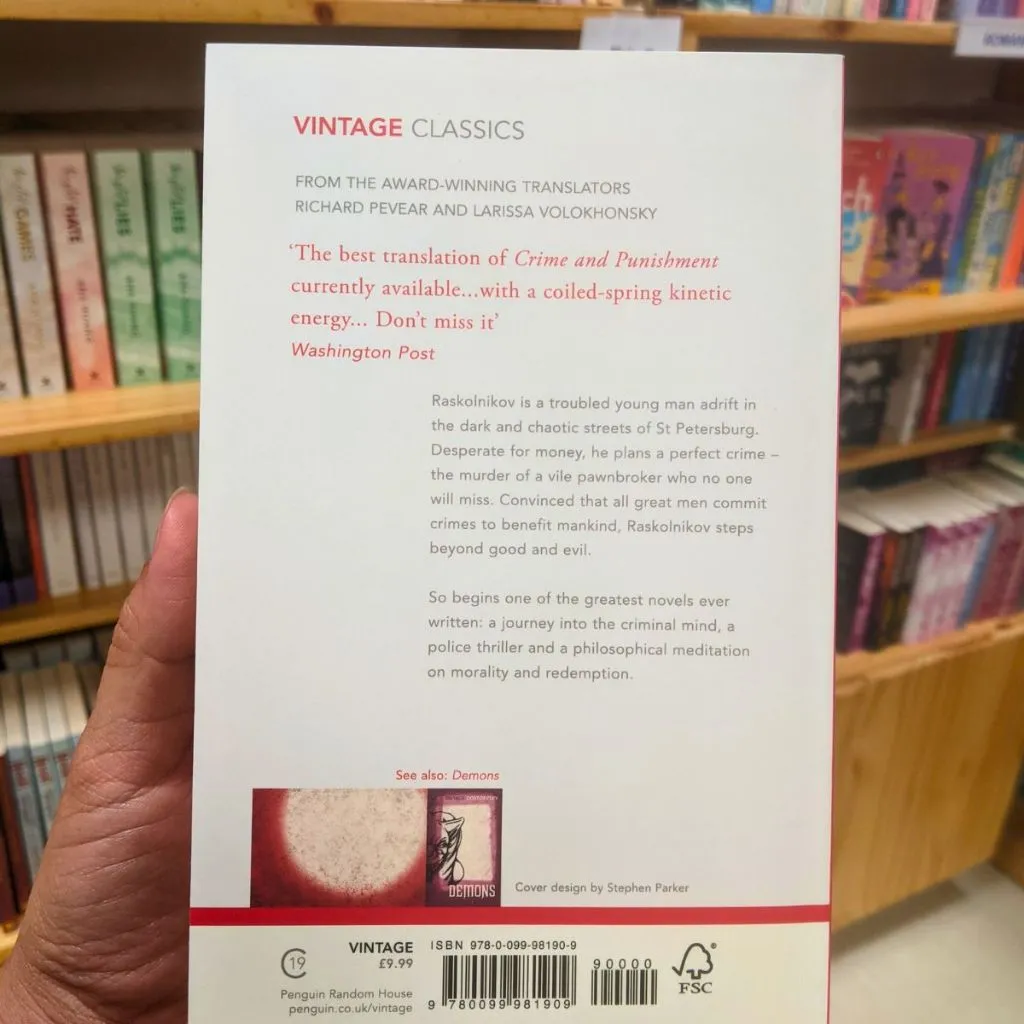 VINTAGE CLASSICS
FROM THE AWARD-WINNING TRANSLATORS
RICHARD PEVEAR AND LARISSA VOLOKHONSKY
‘The best translation of Crime and Punishment
currently available...with a coiled-spring kinetic
energy... Don’t miss it’
Washington Post
Raskolnikov is a troubled young man adrift in
the dark and chaotic streets of St Petersburg.
Desperate for money, he plans a perfect crime –
the murder of a vile pawnbroker who no one
will miss. Convinced that all great men commit
crimes to benefit mankind, Raskolnikov steps
beyond good and evil.
So begins one of the greatest novels ever
written: a journey into the criminal mind, a
police thriller and a philosophical meditation
on morality and redemption.
See also: Demons
DEMONS
Cover design by Stephen Parker
19
VINTAGE
£9.99
Penguin Random House
penguin.co.uk/vintage
ISBN 978-0-099-98190-9
90000
9 780099 981909
FSC
GAMES
HATE
LIES
LIES